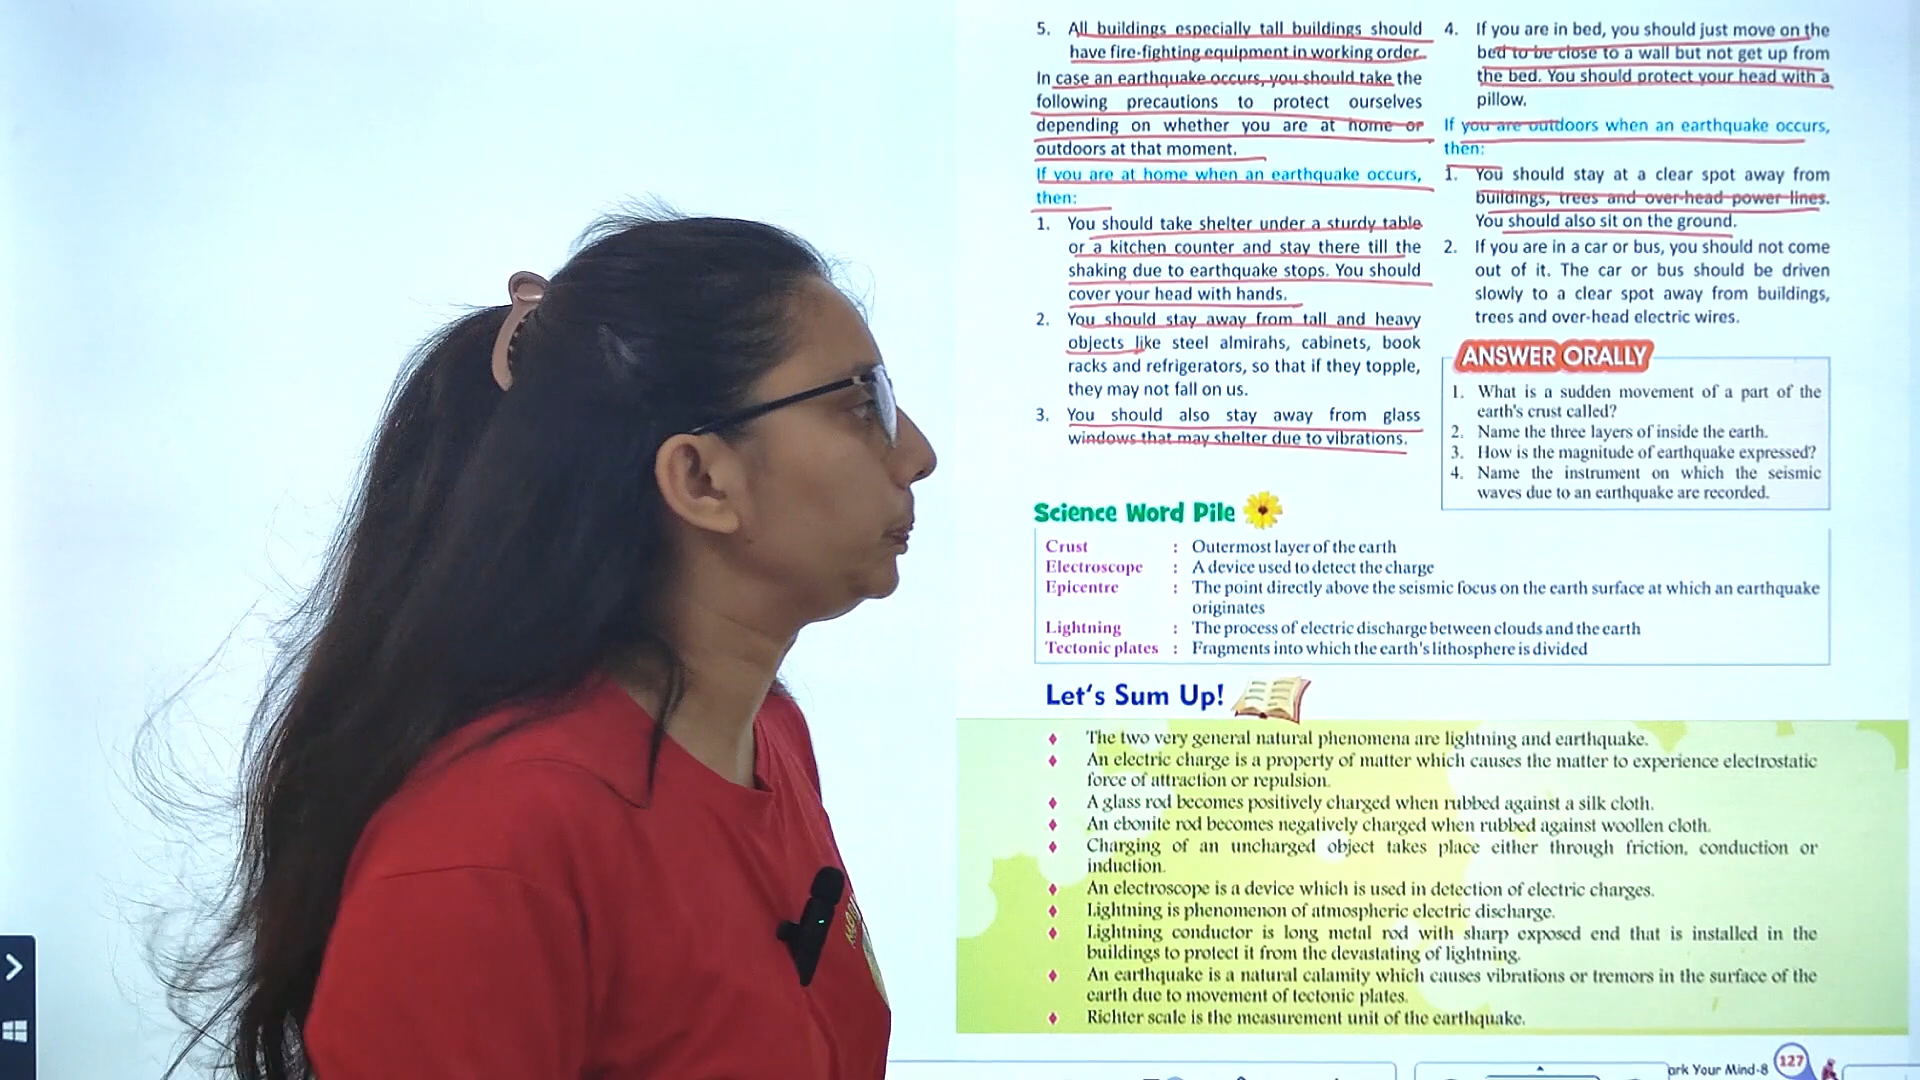 5. All buildings especially tall buildings should
have fire-fighting equipment in working order.
In case an earthquake occurs, you should take the
following precautions to protect ourselves
depending on whether you are at home or
outdoors at that moment.
If you are at home when an earthquake occurs,
then:
1. You should take shelter under a sturdy table
or a kitchen counter and stay there till the
shaking due to earthquake stops. You should
cover your head with hands.
2. You should stay away from tall and heavy
objects like steel almirahs, cabinets, book
racks and refrigerators, so that if they topple,
they may not fall on us.
3. You should also stay away from glass
windows that may shelter due to vibrations.
4. If you are in bed, you should just move on the
bed to be close to a wall but not get up from
the bed. You should protect your head with a
pillow.
If you are outdoors when an earthquake occurs,
then:
1. You should stay at a clear spot away from
buildings, trees and over-head power lines.
You should also sit on the ground.
2. If you are in a car or bus, you should not come
out of it. The car or bus should be driven
slowly to a clear spot away from buildings,
trees and over-head electric wires.
ANSWER ORALLY
1. What is a sudden movement of a part of the
earth's crust called?
2. Name the three layers of inside the earth.
3. How is the magnitude of earthquake expressed?
4. Name the instrument on which the seismic
waves due to an earthquake are recorded.
Science Word Pile
Crust : Outermost layer of the earth
Electroscope : A device used to detect the charge
Epicentre : The point directly above the seismic focus on the earth surface at which an earthquake
originates
Lightning : The process of electric discharge between clouds and the earth
Tectonic plates : Fragments into which the earth's lithosphere is divided
Let's Sum Up!
♦ The two very general natural phenomena are lightning and earthquake.
♦ An electric charge is a property of matter which causes the matter to experience electrostatic
force of attraction or repulsion.
♦ A glass rod becomes positively charged when rubbed against a silk cloth.
♦ An ebonite rod becomes negatively charged when rubbed against woollen cloth.
♦ Charging of an uncharged object takes place either through friction, conduction or
induction.
♦ An electroscope is a device which is used in detection of electric charges.
♦ Lightning is phenomenon of atmospheric electric discharge.
♦ Lightning conductor is long metal rod with sharp exposed end that is installed in the
buildings to protect it from the devastating of lightning.
♦ An earthquake is a natural calamity which causes vibrations or tremors in the surface of the
earth due to movement of tectonic plates.
♦ Richter scale is the measurement unit of the earthquake.
ark Your Mind-8 127